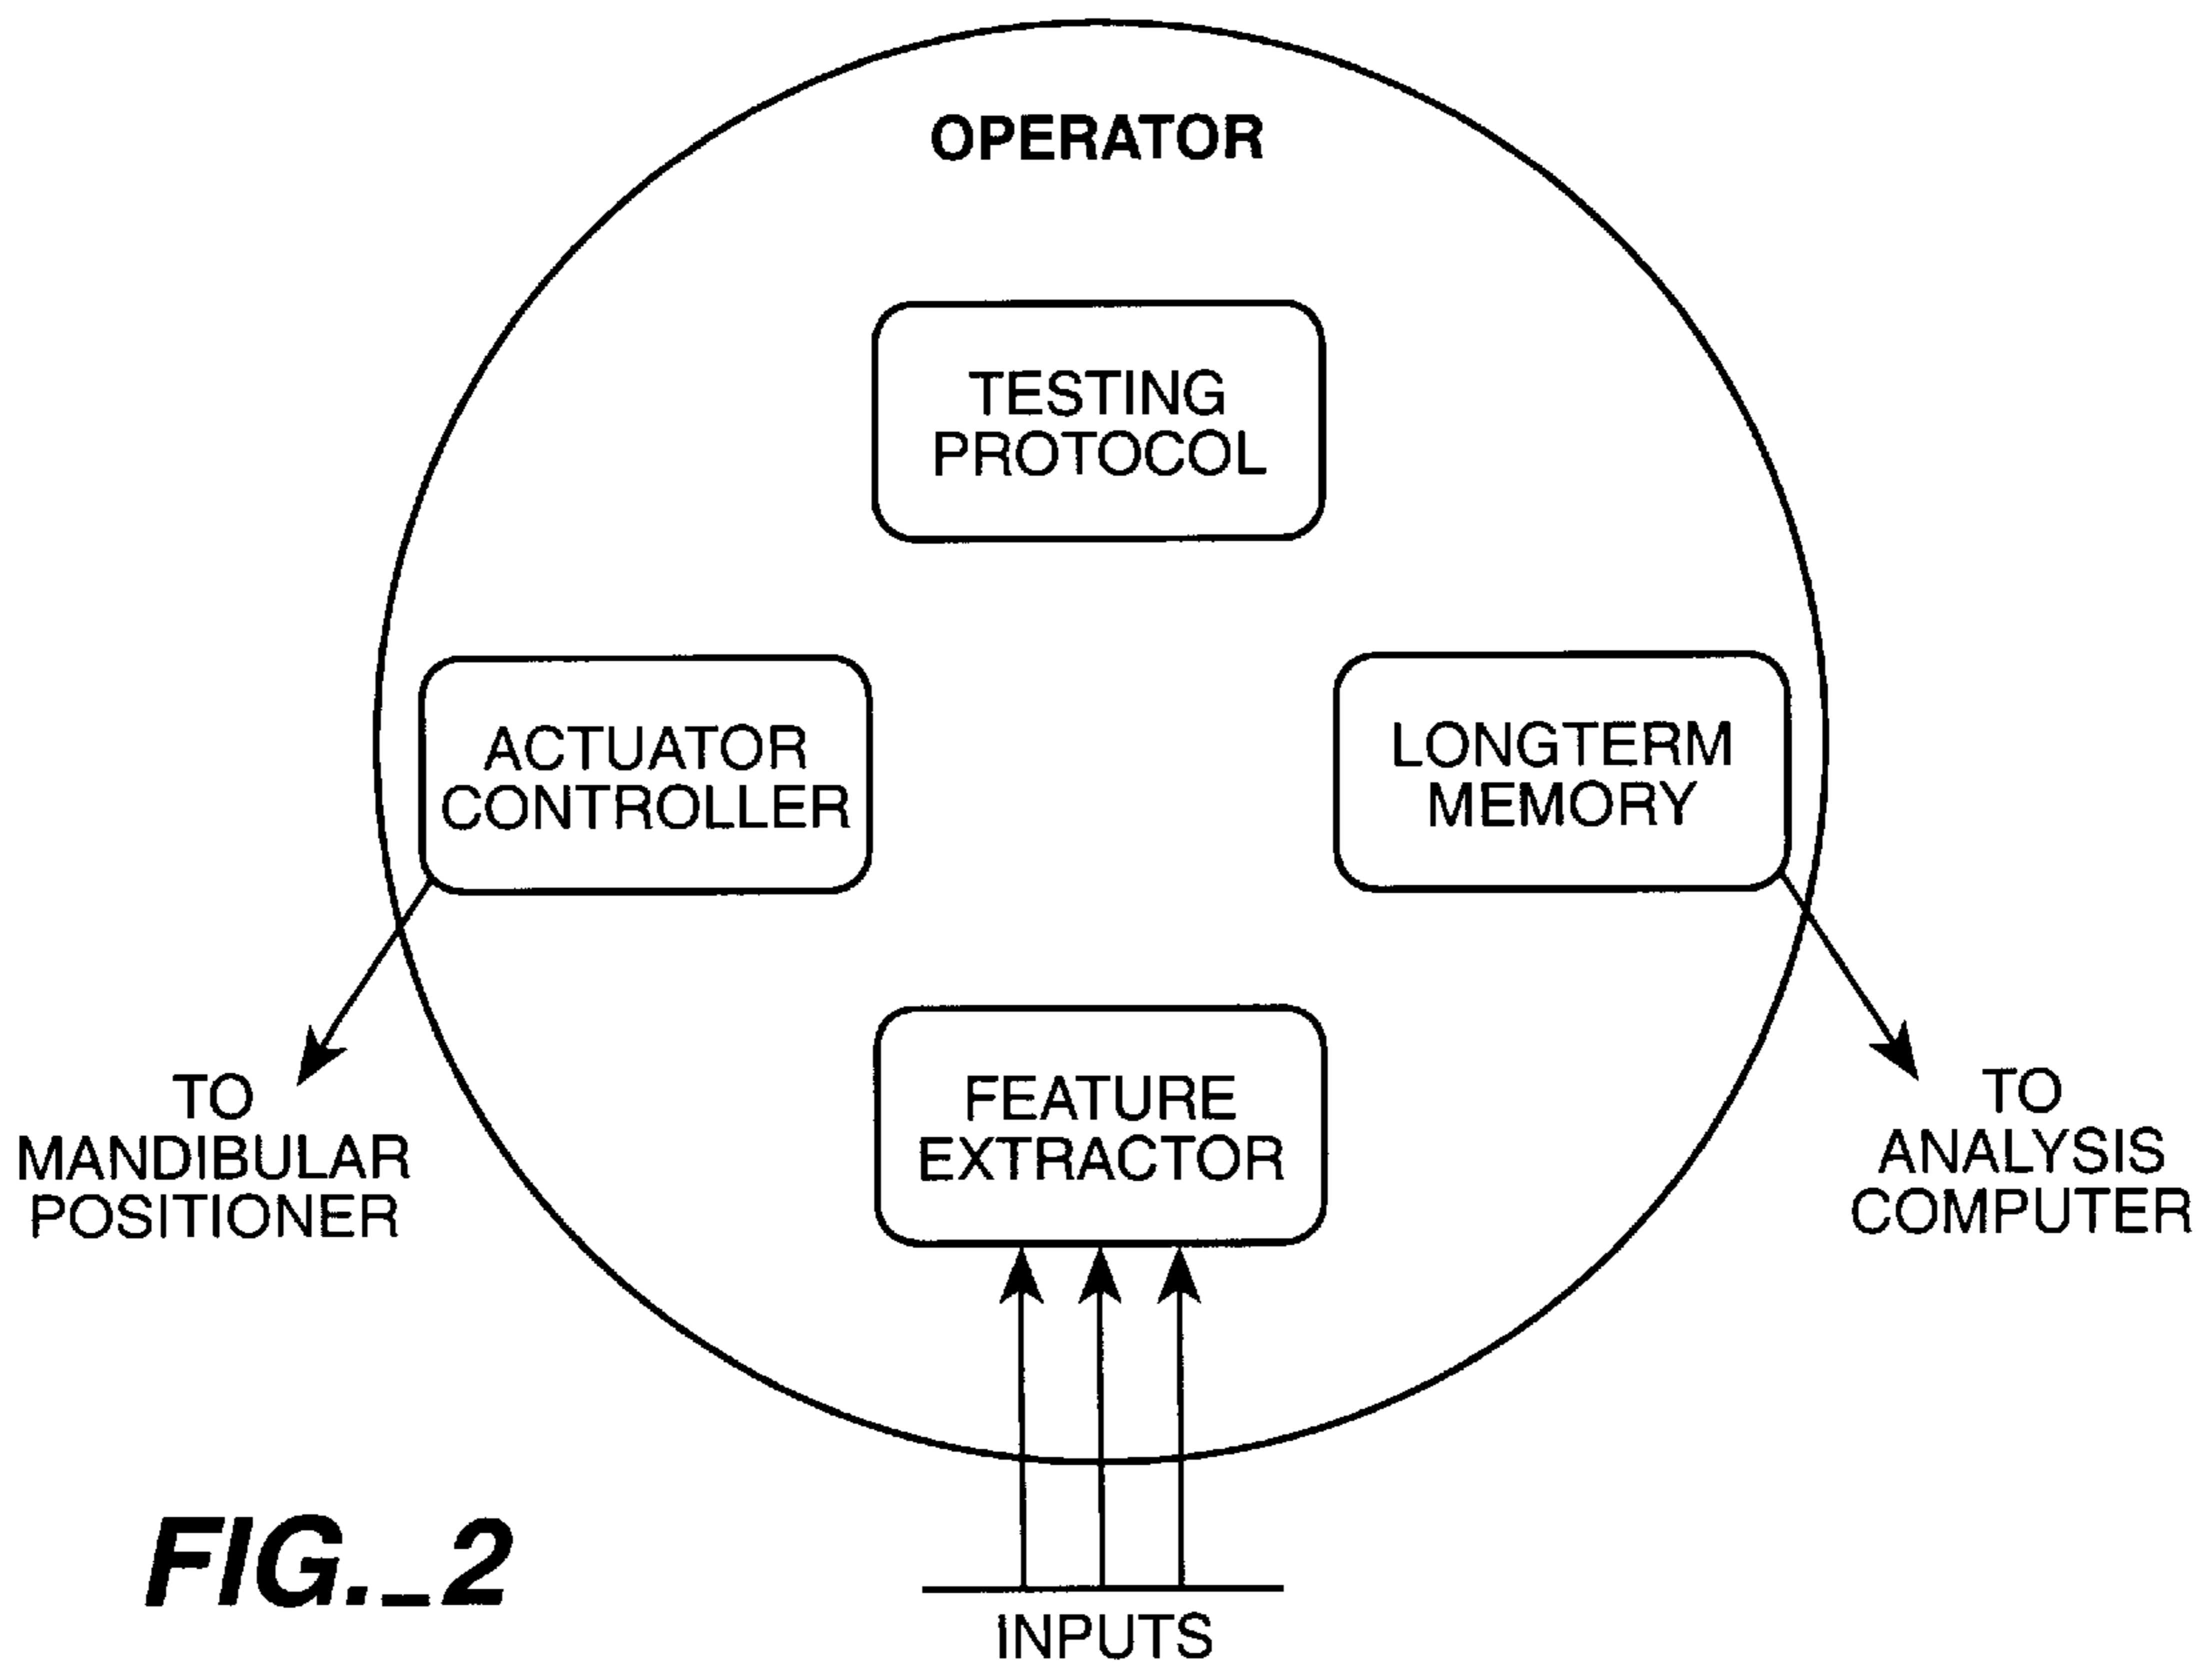 OPERATOR
TESTING
PROTOCOL
ACTUATOR
CONTROLLER
LONGTERM
MEMORY
FEATURE
EXTRACTOR
TO
MANDIBULAR
POSITIONER
TO
ANALYSIS
COMPUTER
INPUTS
FIG._2